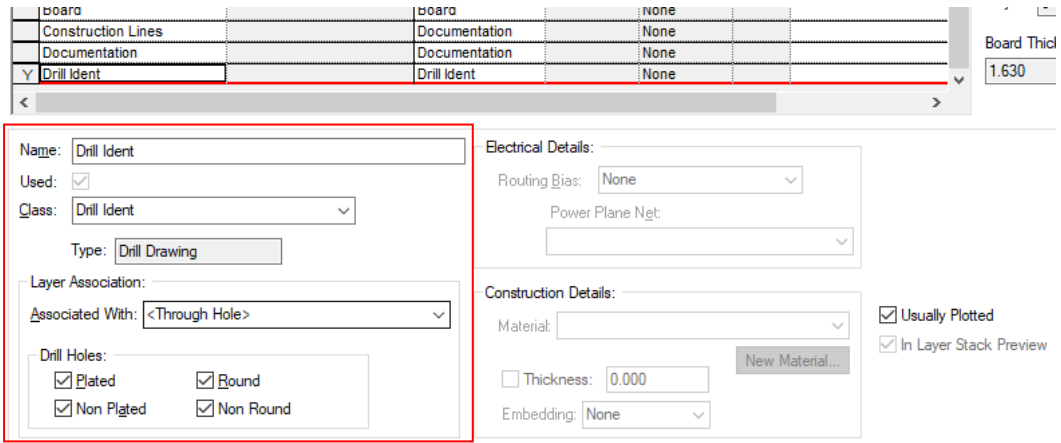 Board Board None
Construction Lines Documentation None
Documentation Documentation None
Y Drill Ident Drill Ident None
Board Thick
1.630
Name: Drill Ident
Used:
Class: Drill Ident
Type: Drill Drawing
Layer Association:
Associated With: <Through Hole>
Drill Holes:
Plated Round
Non Plated Non Round
Electrical Details:
Routing Bias: None
Power Plane Net:
Construction Details:
Material:
New Material...
Thickness: 0.000
Embedding: None
Usually Plotted
In Layer Stack Preview